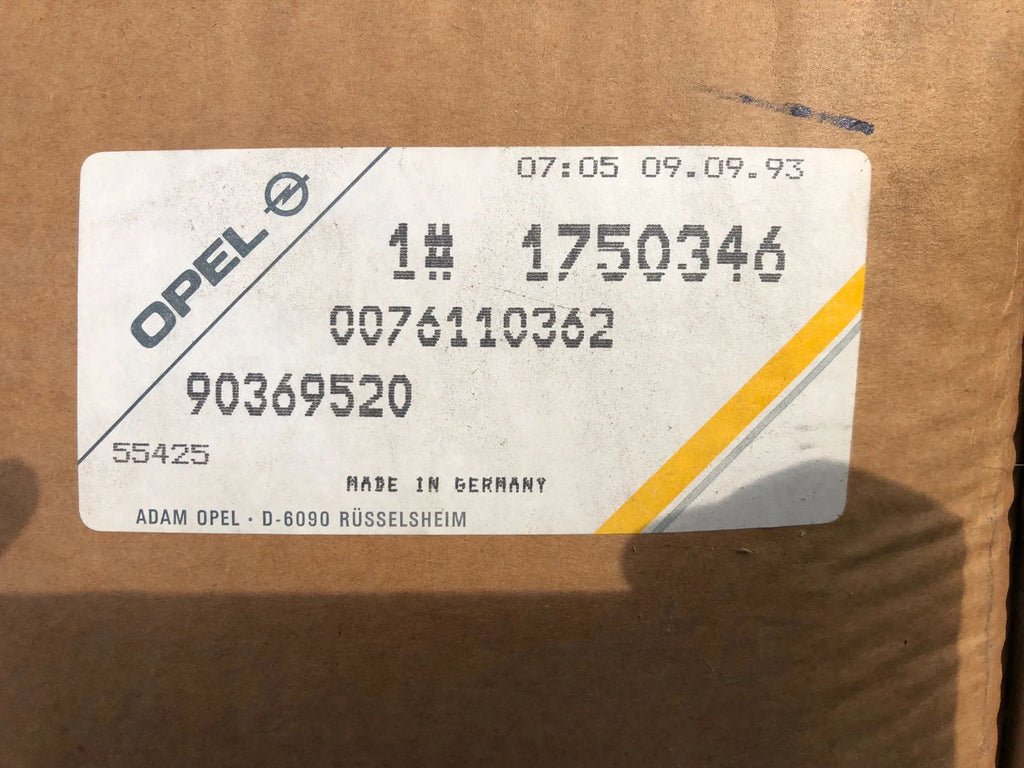 07:05 09.09.93
OPEL
1# 1750346
0076110362
90369520
55425
MADE IN GERMANY
ADAM OPEL · D-6090 RÜSSELSHEIM